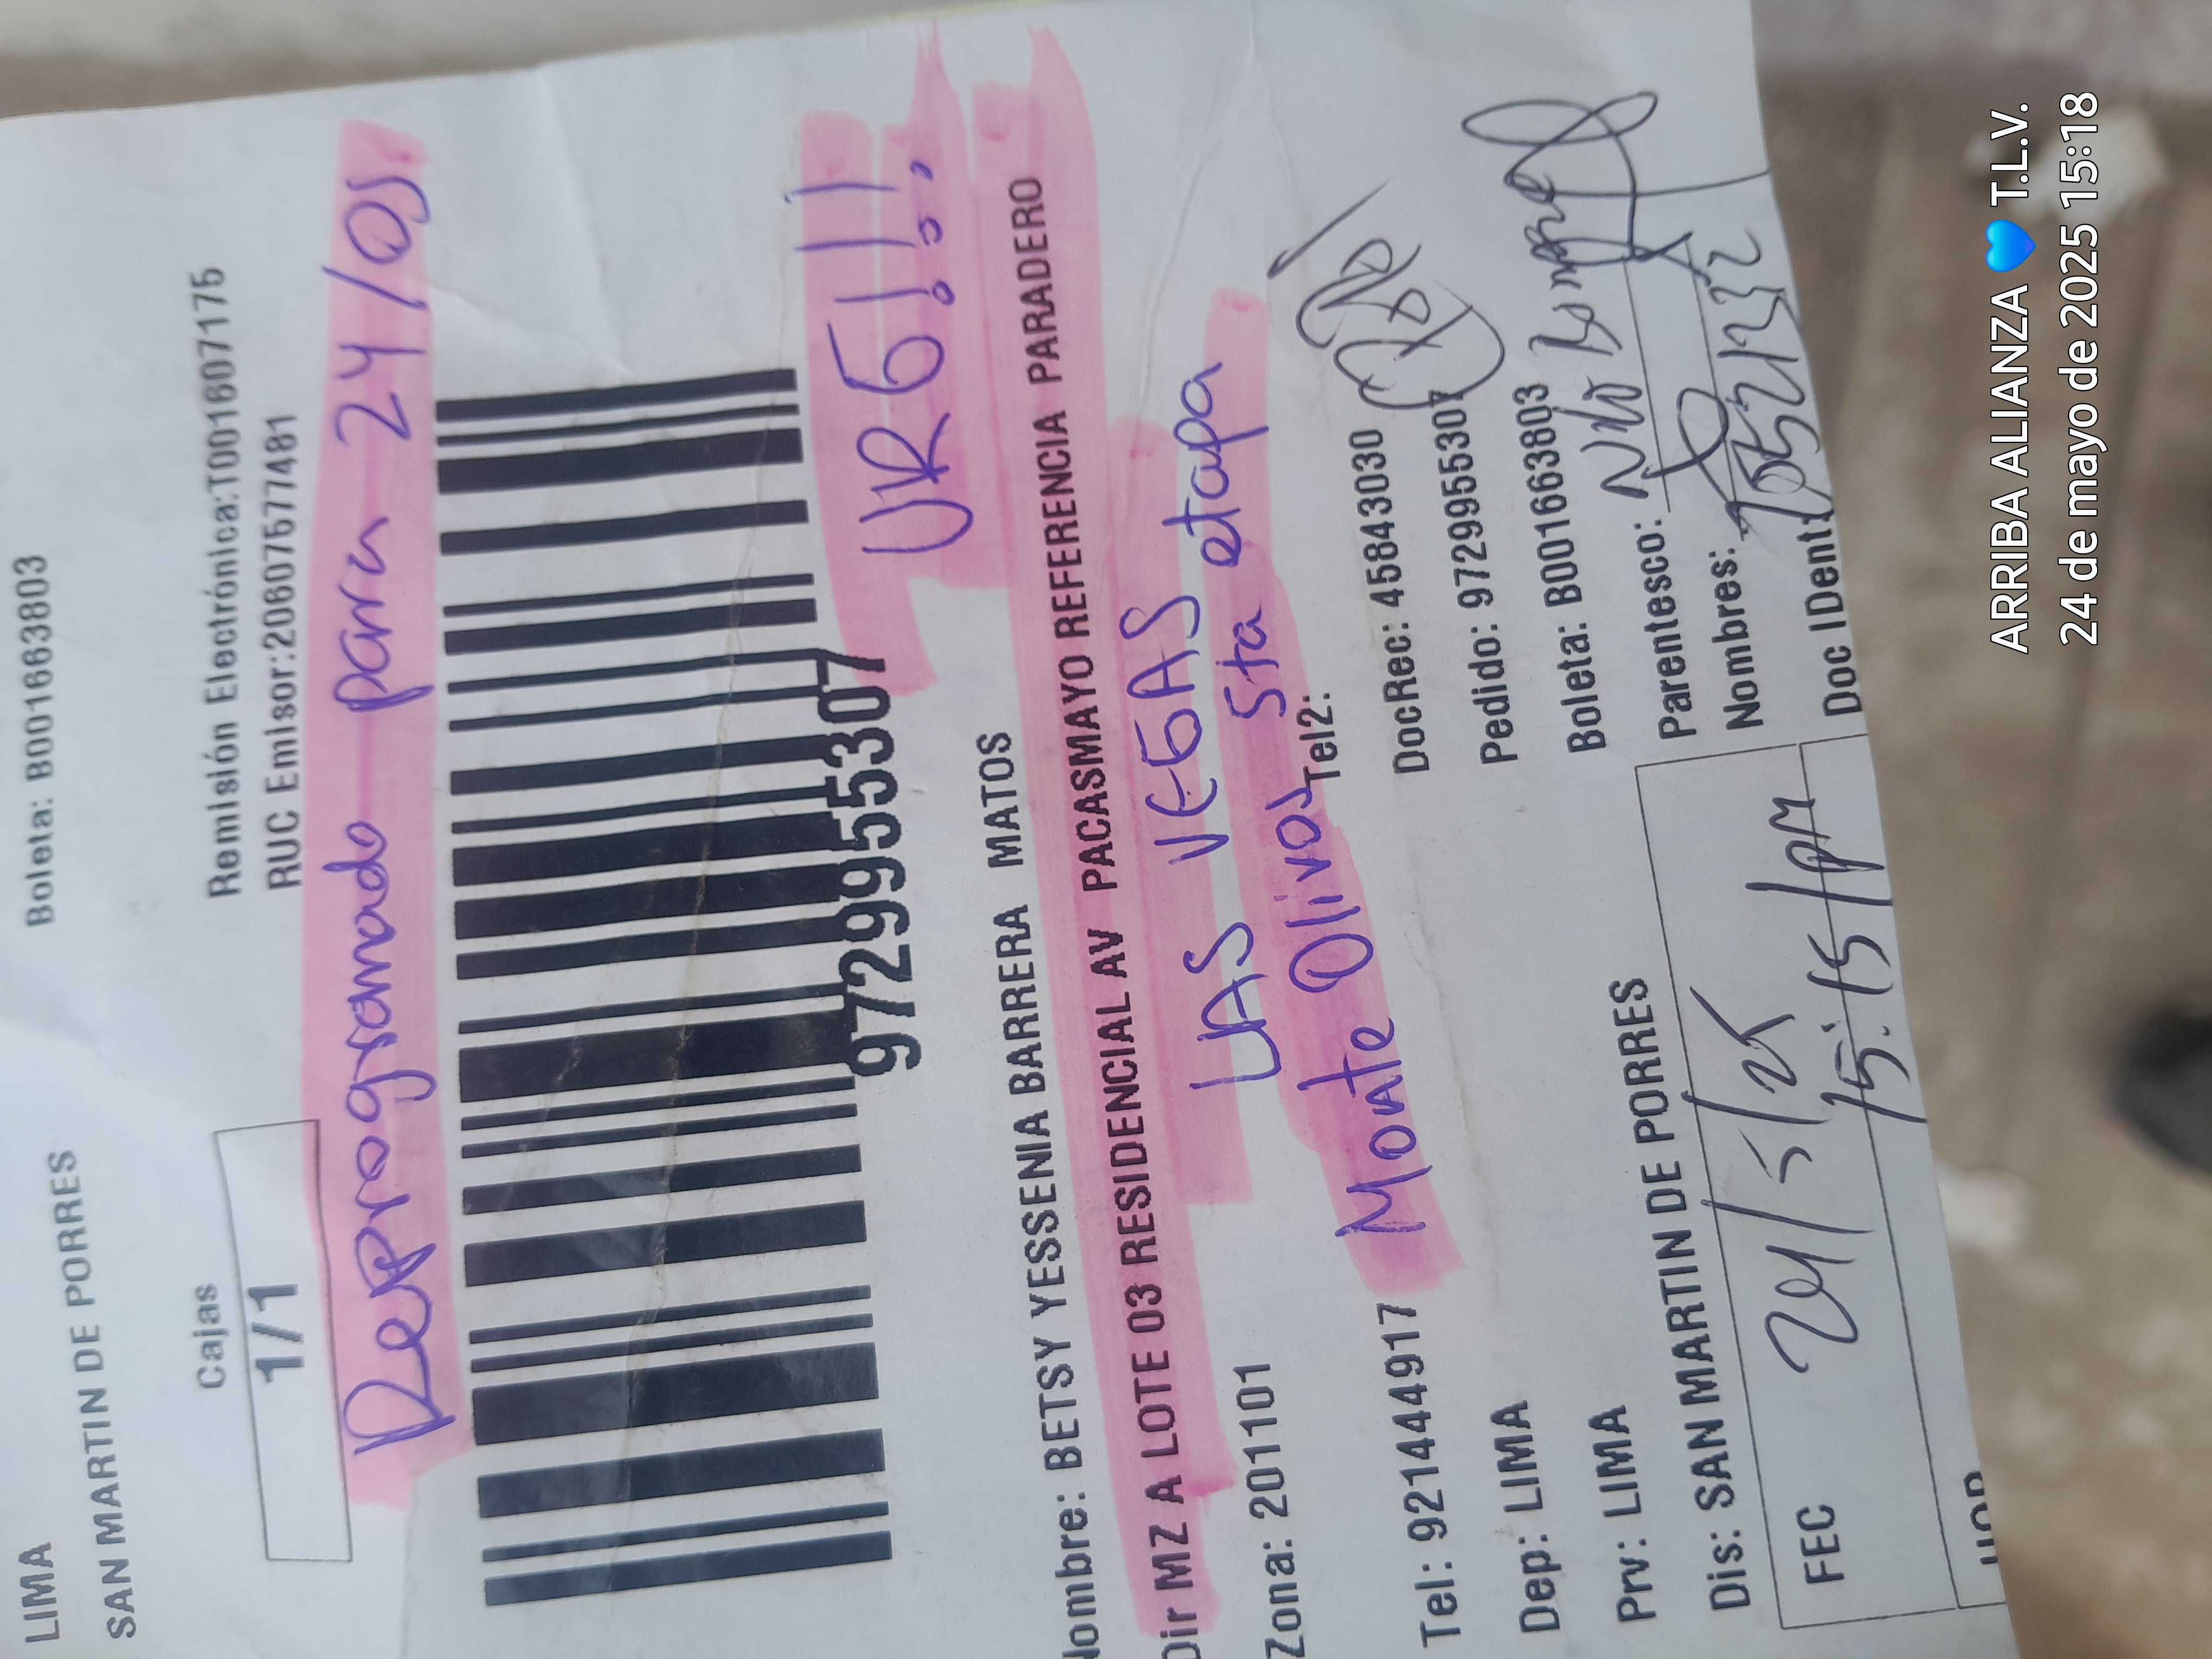 LIMA
SAN MARTIN DE PORRES
Boleta: B001663803
Cajas
1/1
Remisión Electrónica:T001607175
RUC Emisor:20607577481
Reprogramado para 24/05
972995307
UR6!!!
Nombre: BETSY YESSENIA BARRERA MATOS
Dir MZ A LOTE 03 RESIDENCIAL AV PACASMAYO REFERENCIA PARADERO
LAS VEGAS
Monte Olivos 5ta etapa
Zona: 201101
Tel: 921444917
Tel2:
Dep: LIMA
DocRec: 45843030
Prv: LIMA
Pedido: 9729955307
Dis: SAN MARTIN DE PORRES
Boleta: B001663803
FEC 24/5/25
15:15 pm
Parentesco:
Nombres:
Doc IDent:
ARRIBA ALIANZA 💙 T.L.V.
24 de mayo de 2025 15:18